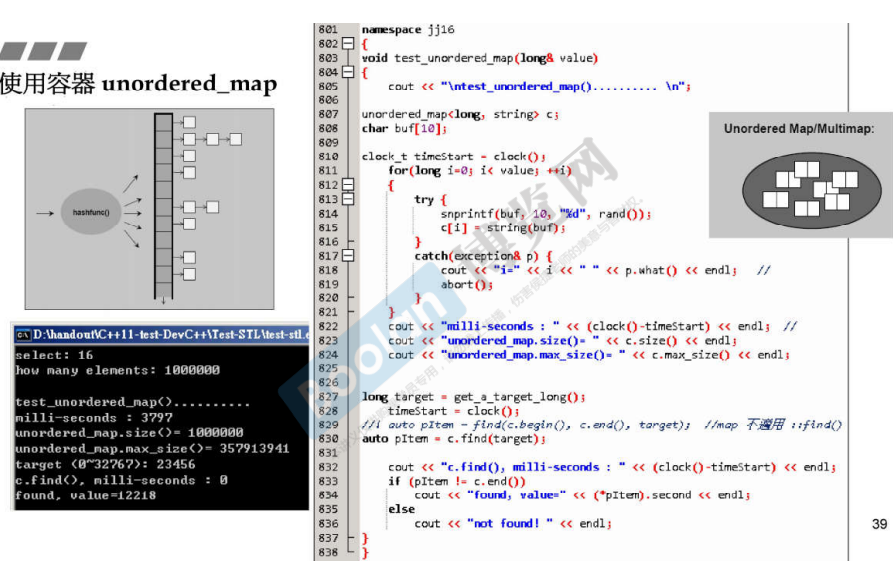 使用容器 unordered_map
hashfunc()
D:\handout\C++11-test-DevC++\Test-STL\test-stl.e
select: 16
how many elements: 1000000
test_unordered_map()..........
milli-seconds : 3797
unordered_map.size()= 1000000
unordered_map.max_size()= 357913941
target (0~32767): 23456
c.find(), milli-seconds : 0
found, value=12218
801 namespace jj16
802 {
803 void test_unordered_map(long& value)
804 {
805 cout << "\ntest_unordered_map().......... \n";
806
807 unordered_map<long, string> c;
808 char buf[10];
809
810 clock_t timeStart = clock();
811 for(long i=0; i< value; ++i)
812 {
813 try {
814 snprintf(buf, 10, "%d", rand());
815 c[i] = string(buf);
816 }
817 catch(exception& p) {
818 cout << "i=" << i << " " << p.what() << endl; //
819 abort();
820 }
821 }
822 cout << "milli-seconds : " << (clock()-timeStart) << endl; //
823 cout << "unordered_map.size()= " << c.size() << endl;
824 cout << "unordered_map.max_size()= " << c.max_size() << endl;
825
826
827 long target = get_a_target_long();
828 timeStart = clock();
829 //! auto pItem = find(c.begin(), c.end(), target); //map 不適用 ::find()
830 auto pItem = c.find(target);
831
832 cout << "c.find(), milli-seconds : " << (clock()-timeStart) << endl;
833 if (pItem != c.end())
834 cout << "found, value=" << (*pItem).second << endl;
835 else
836 cout << "not found! " << endl;
837 }
838 }
Unordered Map/Multimap:
Boolan
博览网
39